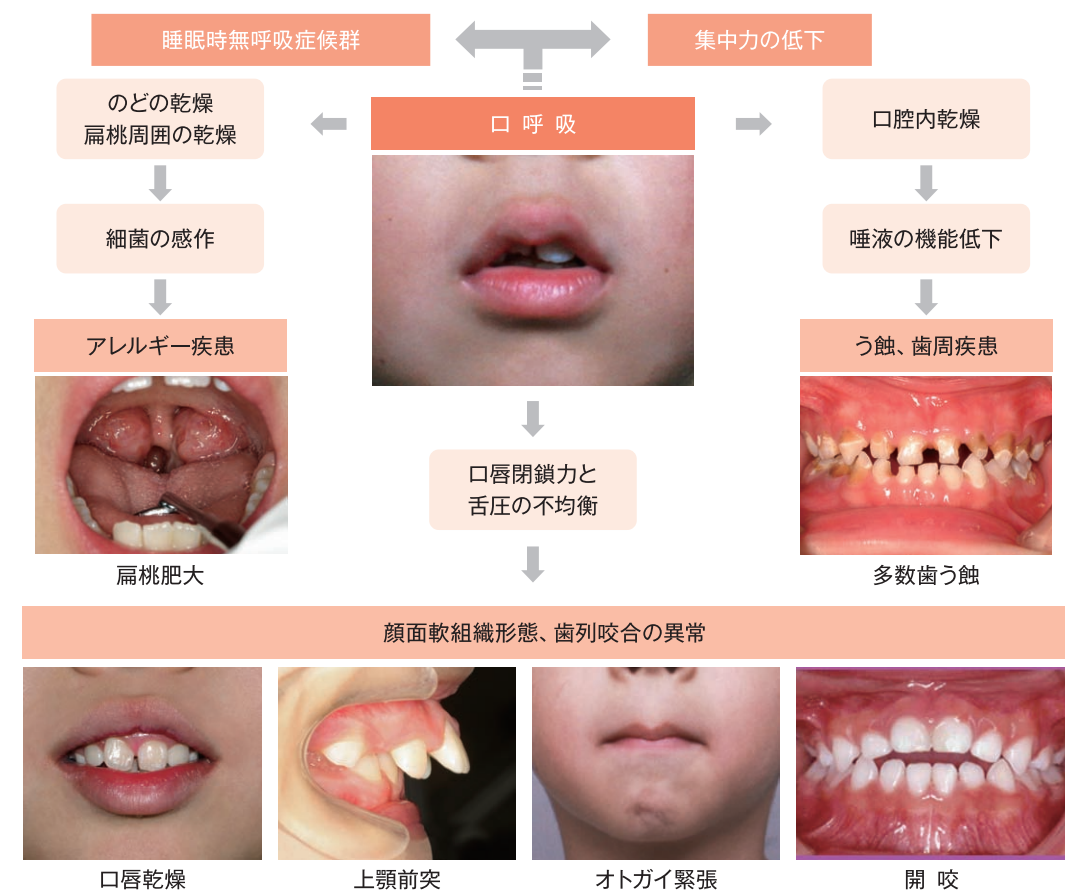 睡眠時無呼吸症候群
集中力の低下
口呼吸
のどの乾燥
扁桃周囲の乾燥
細菌の感作
アレルギー疾患
扁桃肥大
口腔内乾燥
唾液の機能低下
う蝕、歯周疾患
多数歯う蝕
口唇閉鎖力と
舌圧の不均衡
顔面軟組織形態、歯列咬合の異常
口唇乾燥
上顎前突
オトガイ緊張
開咬